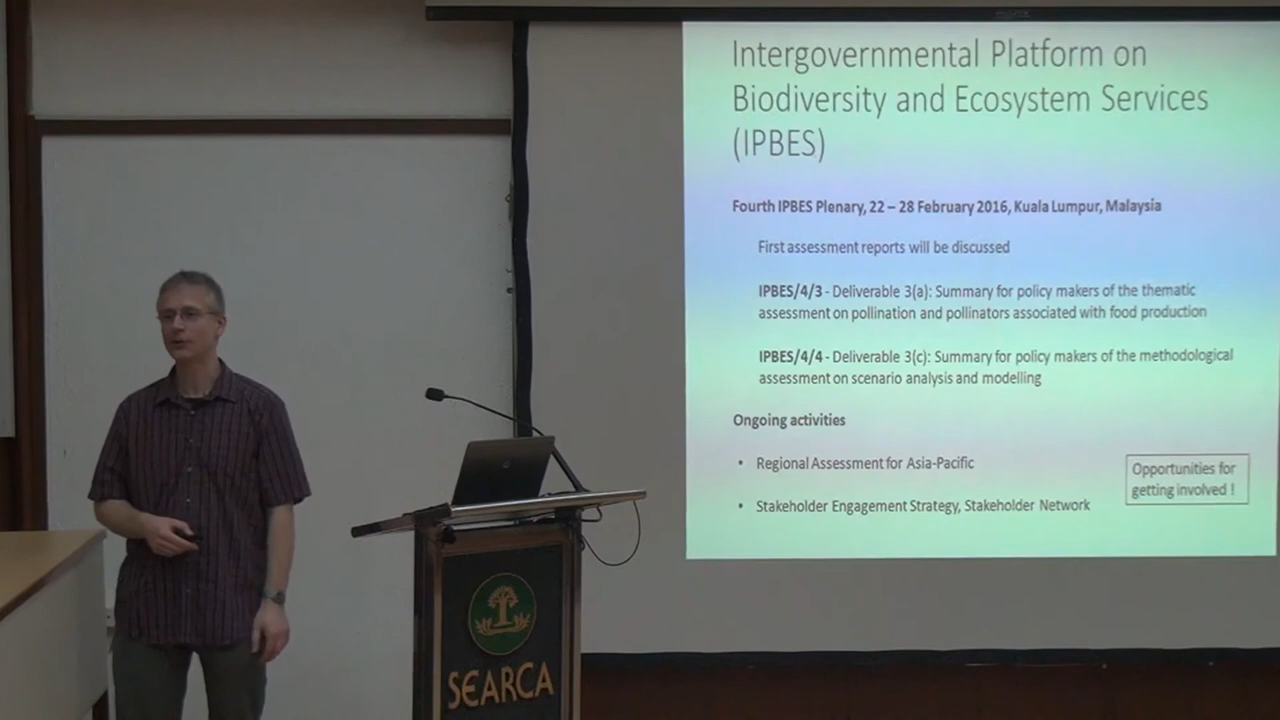 Intergovernmental Platform on
Biodiversity and Ecosystem Services
(IPBES)
Fourth IPBES Plenary, 22 – 28 February 2016, Kuala Lumpur, Malaysia
First assessment reports will be discussed
IPBES/4/3 - Deliverable 3(a): Summary for policy makers of the thematic
assessment on pollination and pollinators associated with food production
IPBES/4/4 - Deliverable 3(c): Summary for policy makers of the methodological
assessment on scenario analysis and modelling
Ongoing activities
• Regional Assessment for Asia-Pacific
• Stakeholder Engagement Strategy, Stakeholder Network
Opportunities for
getting involved !
SEARCA